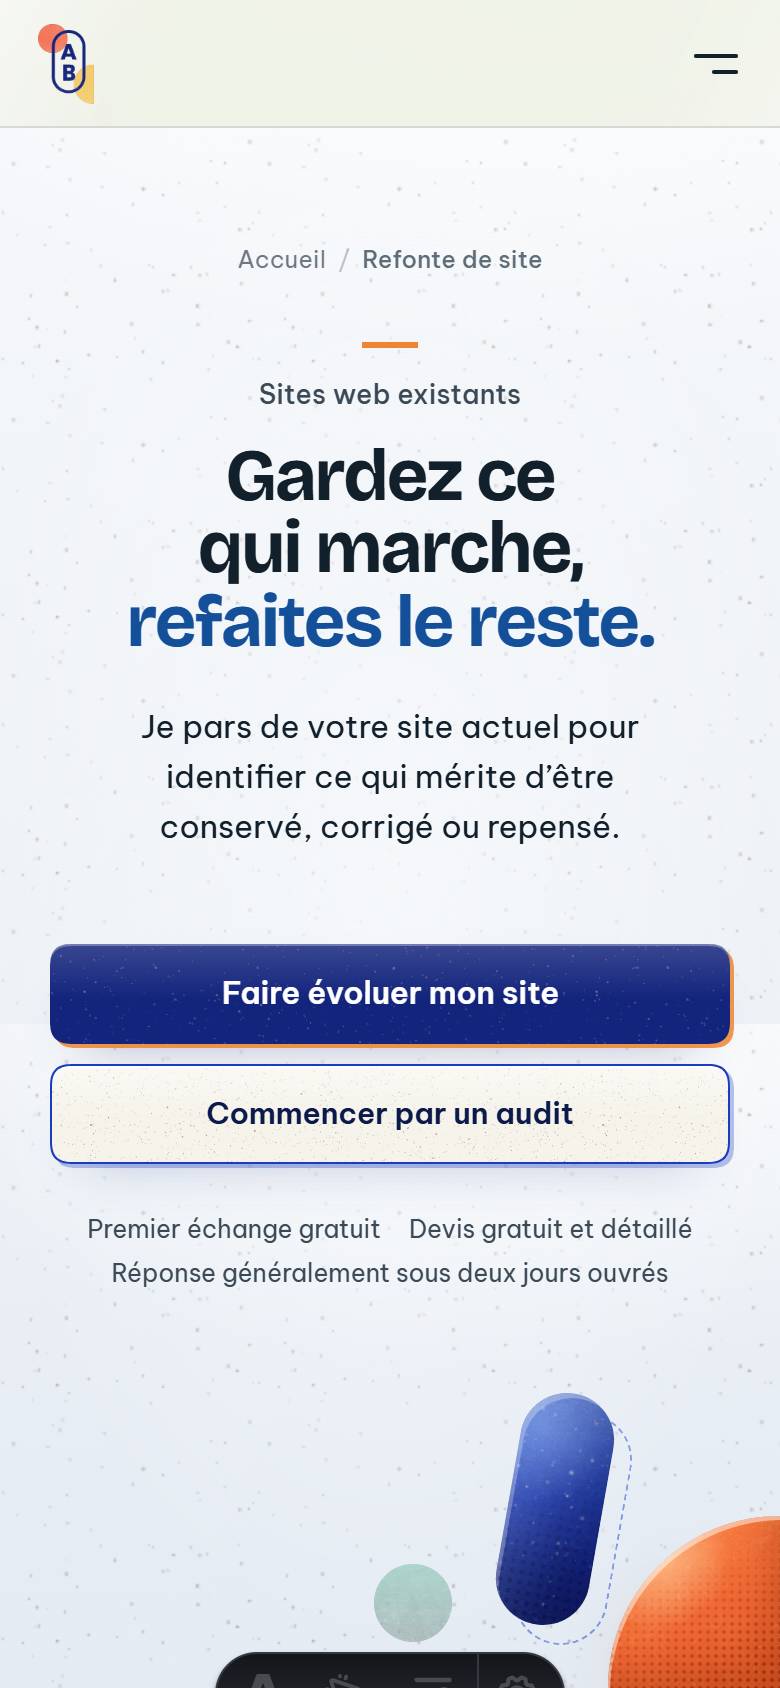 A
B
Accueil / Refonte de site
Sites web existants
Gardez ce
qui marche,
refaites le reste.
Je pars de votre site actuel pour
identifier ce qui mérite d’être
conservé, corrigé ou repensé.
Faire évoluer mon site
Commencer par un audit
Premier échange gratuit Devis gratuit et détaillé
Réponse généralement sous deux jours ouvrés